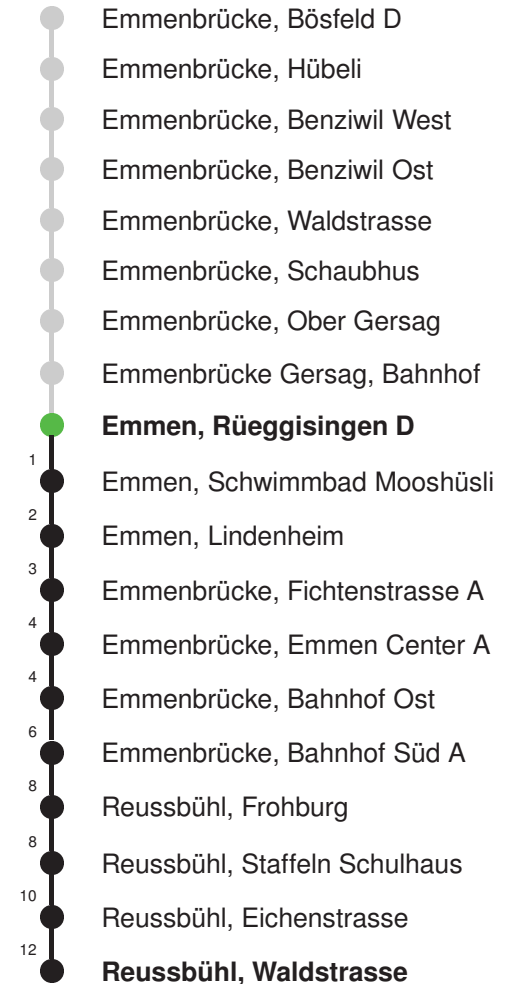 Emmenbrücke, Bösfeld D
Emmenbrücke, Hübeli
Emmenbrücke, Benziwil West
Emmenbrücke, Benziwil Ost
Emmenbrücke, Waldstrasse
Emmenbrücke, Schaubhus
Emmenbrücke, Ober Gersag
Emmenbrücke Gersag, Bahnhof
Emmen, Rüeggisingen D
1 Emmen, Schwimmbad Mooshüsli
2 Emmen, Lindenheim
3 Emmenbrücke, Fichtenstrasse A
4 Emmenbrücke, Emmen Center A
4 Emmenbrücke, Bahnhof Ost
6 Emmenbrücke, Bahnhof Süd A
8 Reussbühl, Frohburg
8 Reussbühl, Staffeln Schulhaus
10 Reussbühl, Eichenstrasse
12 Reussbühl, Waldstrasse